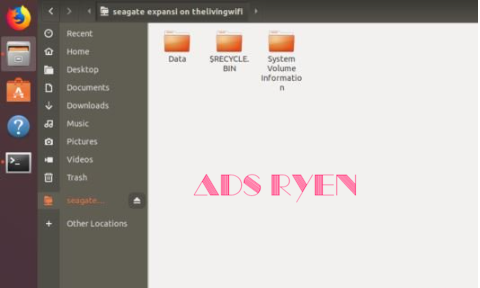 seagate expansi on thelivingwifi
Recent
Home
Desktop
Documents
Downloads
Music
Pictures
Videos
Trash
seagate...
Other Locations
Data
$RECYCLE.
BIN
System
Volume
Informatio
n
ADS RYEN